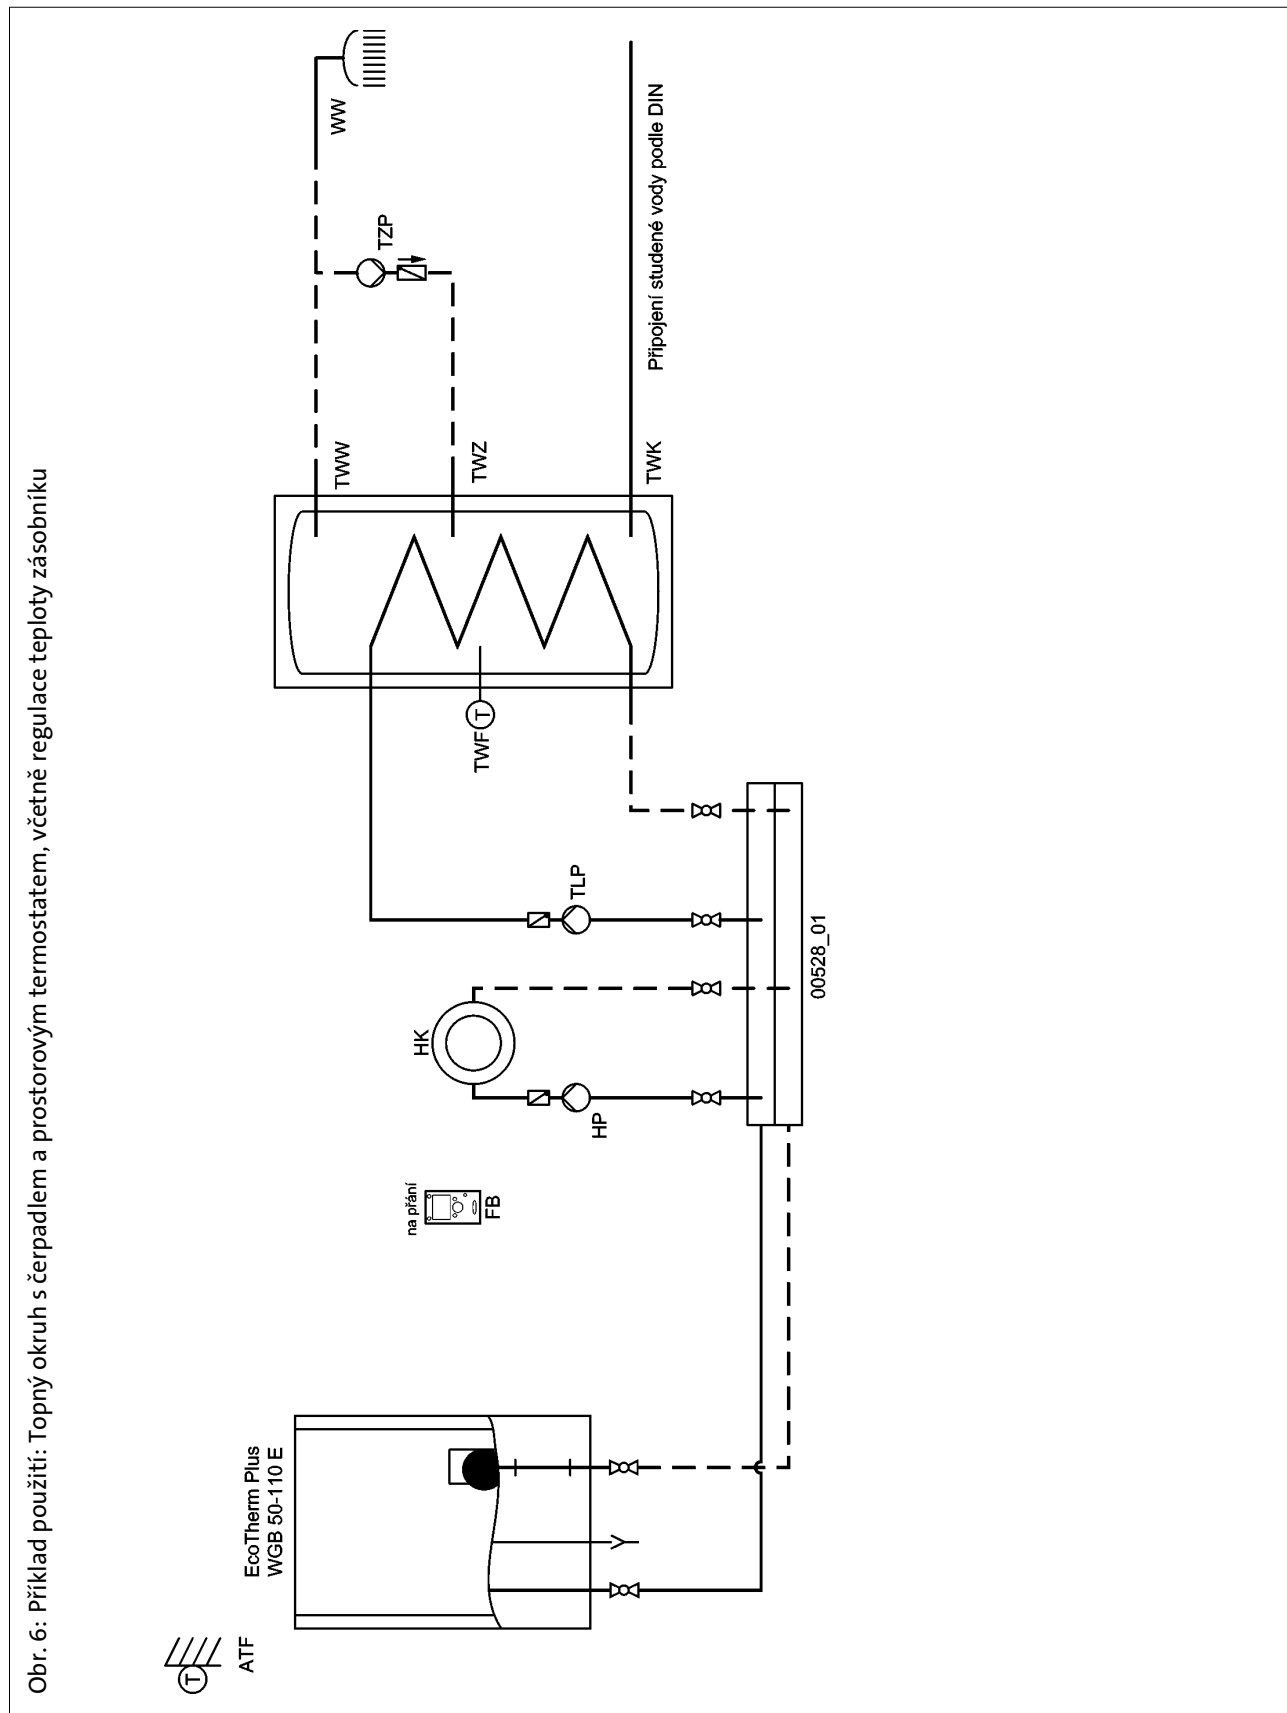 Obr. 6: Příklad použití: Topný okruh s čerpadlem a prostorovým termostatem, včetně regulace teploty zásobníku
T
ATF
EcoTherm Plus
WGB 50-110 E
na přání
FB
HK
HP
TLP
00528_01
TWF
T
TWW
TWZ
TWK
TZP
WW
Připojení studené vody podle DIN